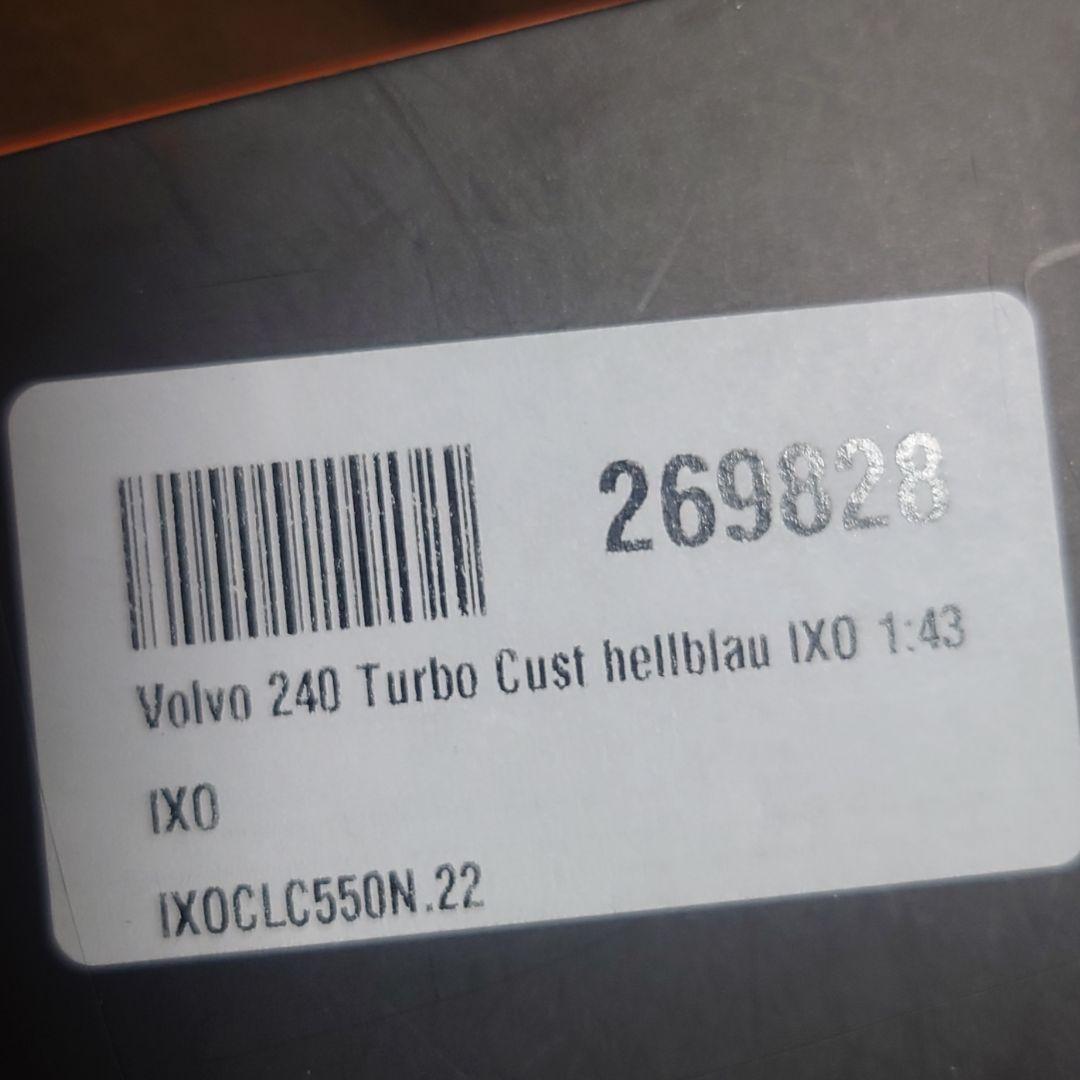 269828
Volvo 240 Turbo Cust hellblau IXO 1:43
IXO
IXOCLC550N.22